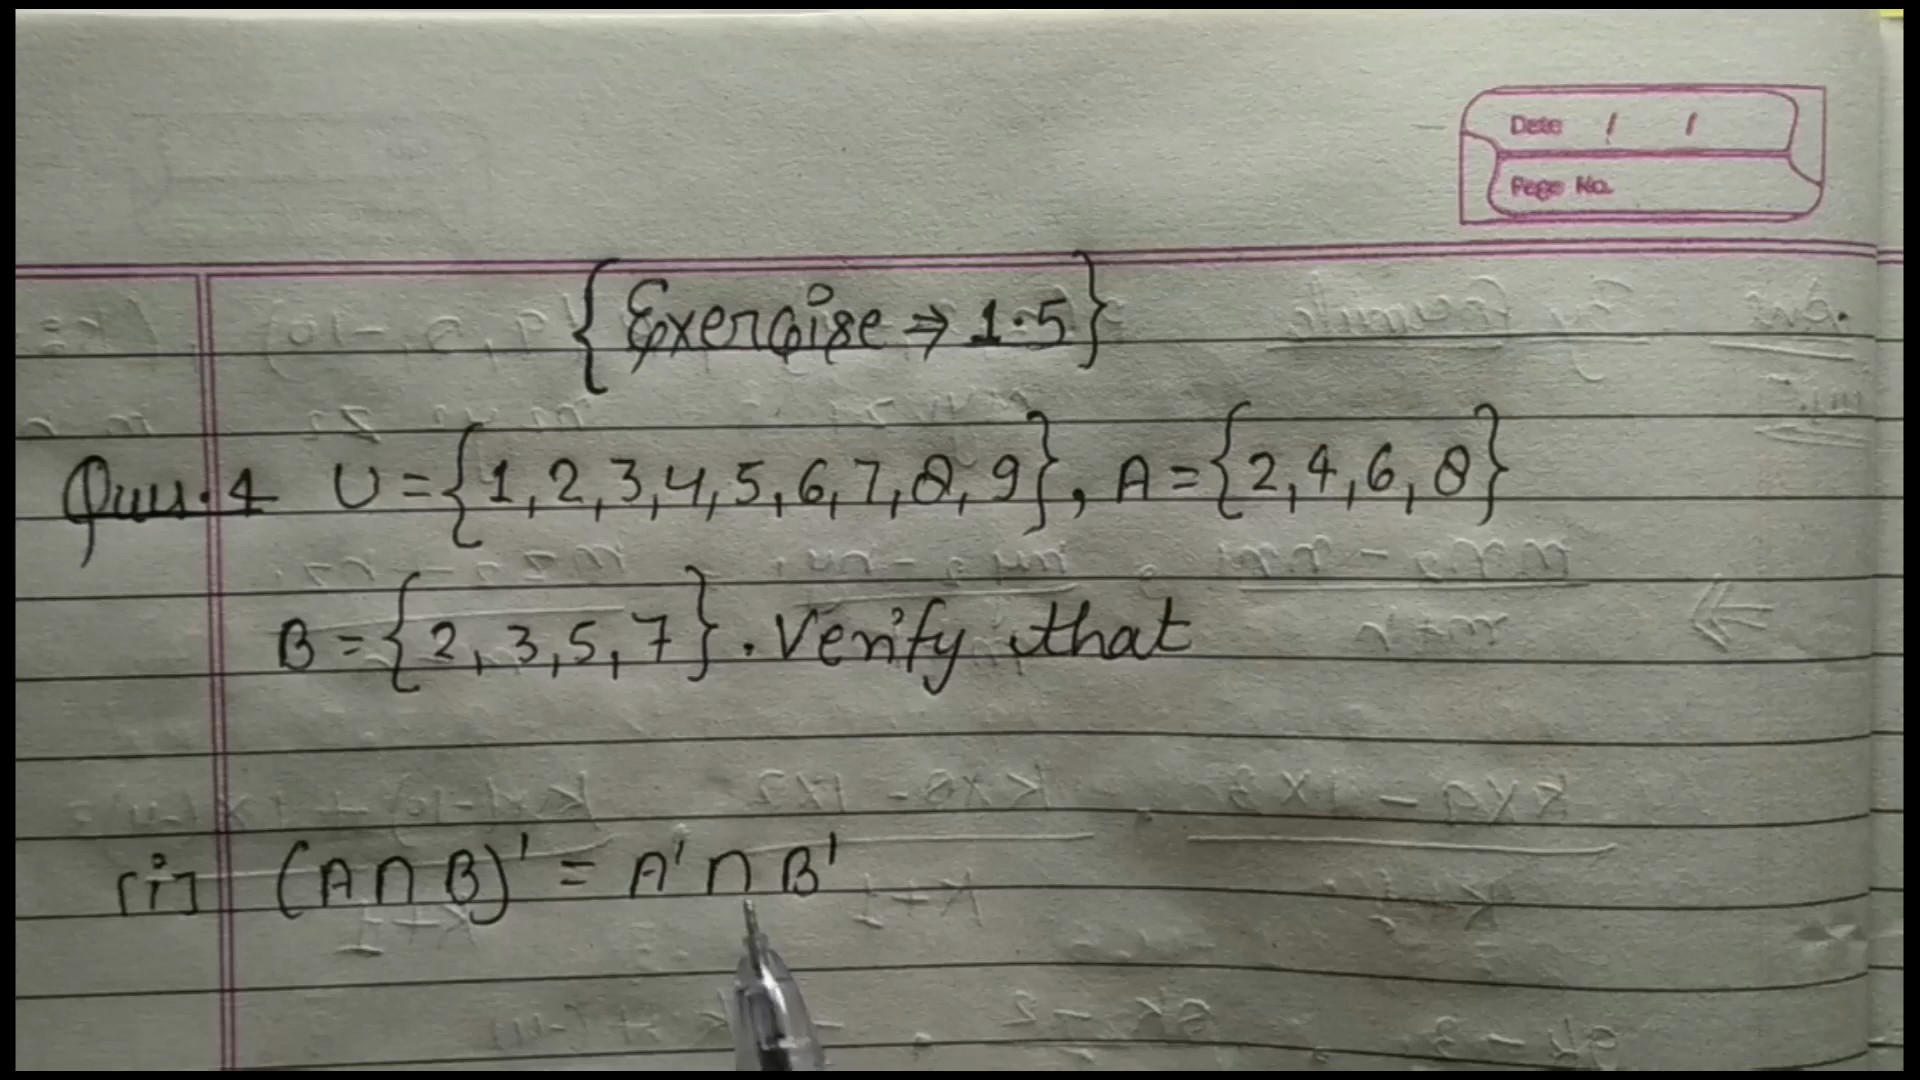 Date / /
Page No.
{Exercise ⇒ 1.5}
Ques.4 U = {1, 2, 3, 4, 5, 6, 7, 8, 9}, A = {2, 4, 6, 8}
B = {2, 3, 5, 7}. Verify that
[i] (A∩B)' = A'∩B'